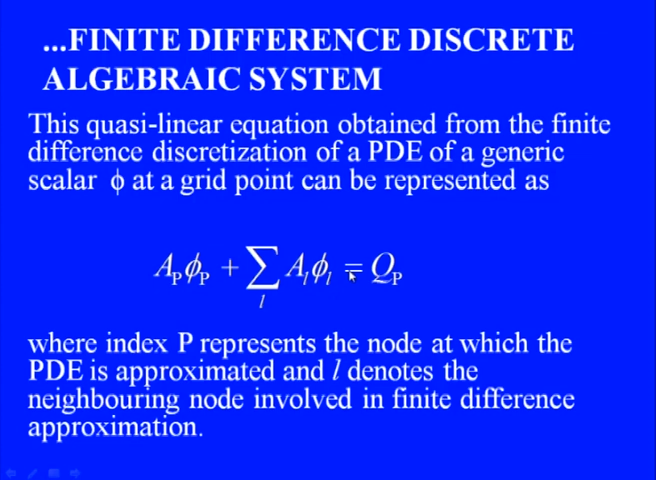 ...FINITE DIFFERENCE DISCRETE
ALGEBRAIC SYSTEM
This quasi-linear equation obtained from the finite
difference discretization of a PDE of a generic
scalar ϕ at a grid point can be represented as
A_P ϕ_P + ∑_l A_l ϕ_l = Q_P
where index P represents the node at which the
PDE is approximated and l denotes the
neighbouring node involved in finite difference
approximation.